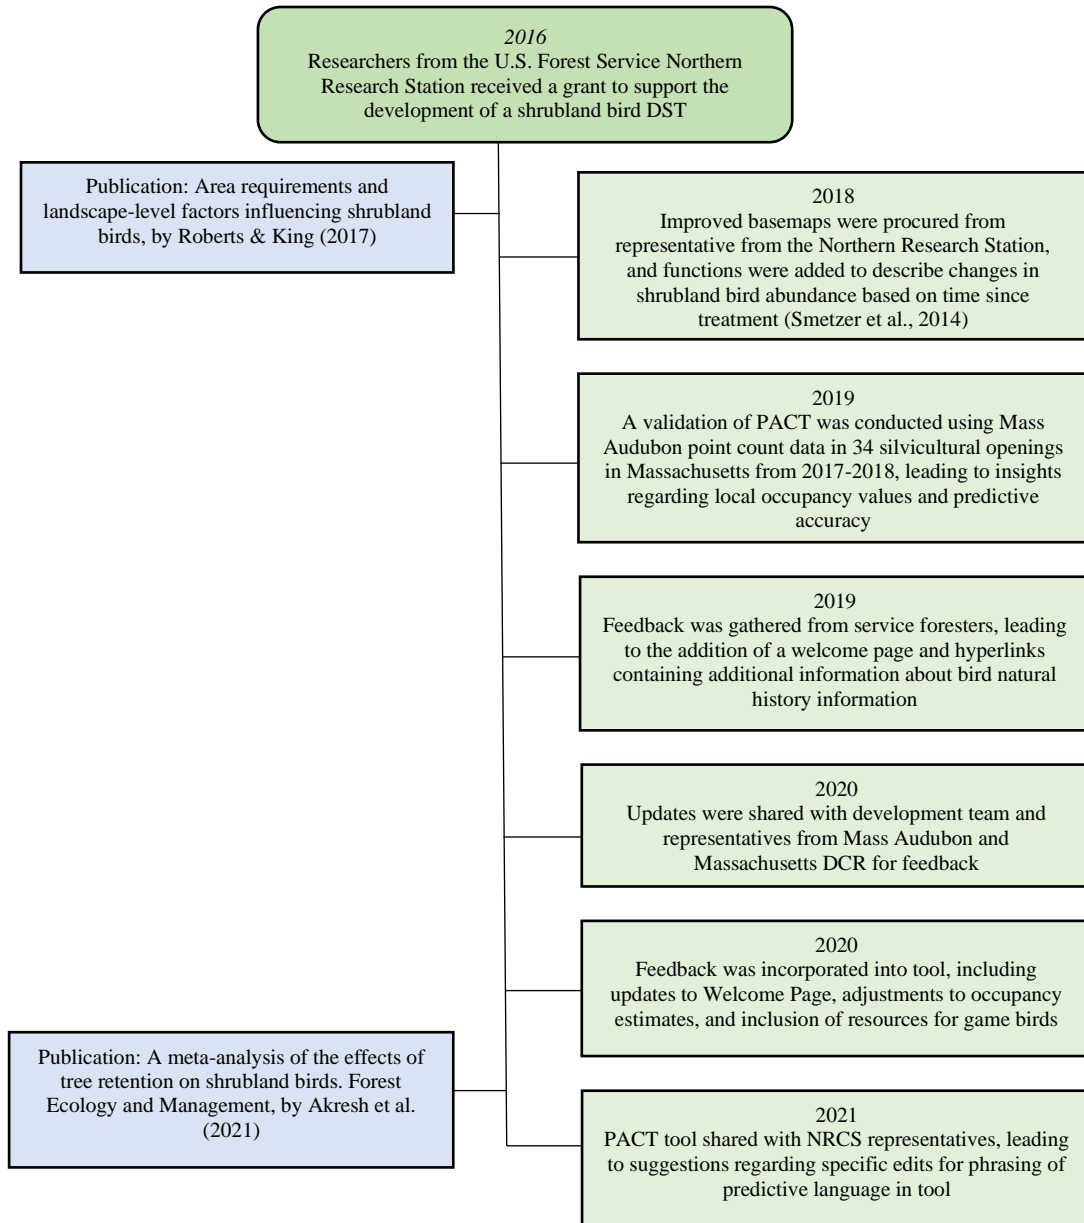 2016
Researchers from the U.S. Forest Service Northern
Research Station received a grant to support the
development of a shrubland bird DST
Publication: Area requirements and
landscape-level factors influencing shrubland
birds, by Roberts & King (2017)
2018
Improved basemaps were procured from
representative from the Northern Research Station,
and functions were added to describe changes in
shrubland bird abundance based on time since
treatment (Smetzer et al., 2014)
2019
A validation of PACT was conducted using Mass
Audubon point count data in 34 silvicultural openings
in Massachusetts from 2017-2018, leading to insights
regarding local occupancy values and predictive
accuracy
2019
Feedback was gathered from service foresters, leading
to the addition of a welcome page and hyperlinks
containing additional information about bird natural
history information
2020
Updates were shared with development team and
representatives from Mass Audubon and
Massachusetts DCR for feedback
2020
Feedback was incorporated into tool, including
updates to Welcome Page, adjustments to occupancy
estimates, and inclusion of resources for game birds
Publication: A meta-analysis of the effects of
tree retention on shrubland birds. Forest
Ecology and Management, by Akresh et al.
(2021)
2021
PACT tool shared with NRCS representatives, leading
to suggestions regarding specific edits for phrasing of
predictive language in tool